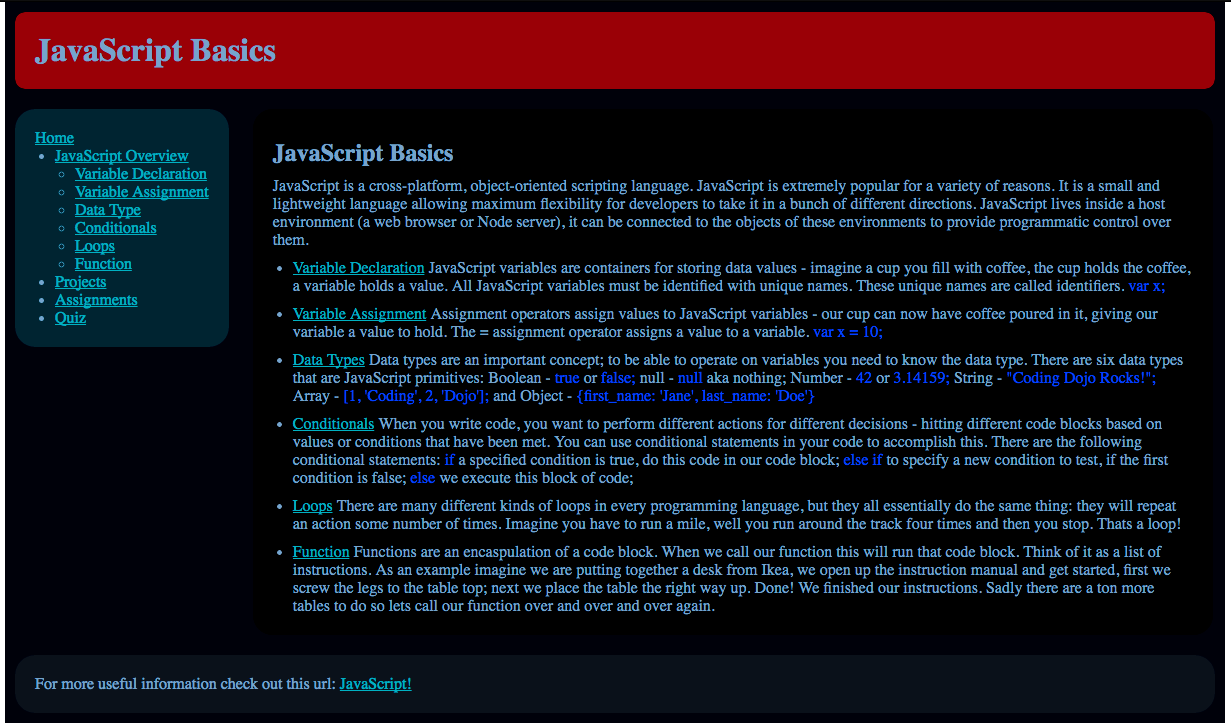 JavaScript Basics
Home
JavaScript Overview
Variable Declaration
Variable Assignment
Data Type
Conditionals
Loops
Function
Projects
Assignments
Quiz
JavaScript Basics
JavaScript is a cross-platform, object-oriented scripting language. JavaScript is extremely popular for a variety of reasons. It is a small and
lightweight language allowing maximum flexibility for developers to take it in a bunch of different directions. JavaScript lives inside a host
environment (a web browser or Node server), it can be connected to the objects of these environments to provide programmatic control over
them.
Variable Declaration JavaScript variables are containers for storing data values - imagine a cup you fill with coffee, the cup holds the coffee,
a variable holds a value. All JavaScript variables must be identified with unique names. These unique names are called identifiers. var x;
Variable Assignment Assignment operators assign values to JavaScript variables - our cup can now have coffee poured in it, giving our
variable a value to hold. The = assignment operator assigns a value to a variable. var x = 10;
Data Types Data types are an important concept; to be able to operate on variables you need to know the data type. There are six data types
that are JavaScript primitives: Boolean - true or false; null - null aka nothing; Number - 42 or 3.14159; String - "Coding Dojo Rocks!";
Array - [1, 'Coding', 2, 'Dojo']; and Object - {first_name: 'Jane', last_name: 'Doe'}
Conditionals When you write code, you want to perform different actions for different decisions - hitting different code blocks based on
values or conditions that have been met. You can use conditional statements in your code to accomplish this. There are the following
conditional statements: if a specified condition is true, do this code in our code block; else if to specify a new condition to test, if the first
condition is false; else we execute this block of code;
Loops There are many different kinds of loops in every programming language, but they all essentially do the same thing: they will repeat
an action some number of times. Imagine you have to run a mile, well you run around the track four times and then you stop. Thats a loop!
Function Functions are an encaspulation of a code block. When we call our function this will run that code block. Think of it as a list of
instructions. As an example imagine we are putting together a desk from Ikea, we open up the instruction manual and get started, first we
screw the legs to the table top; next we place the table the right way up. Done! We finished our instructions. Sadly there are a ton more
tables to do so lets call our function over and over and over again.
For more useful information check out this url: JavaScript!